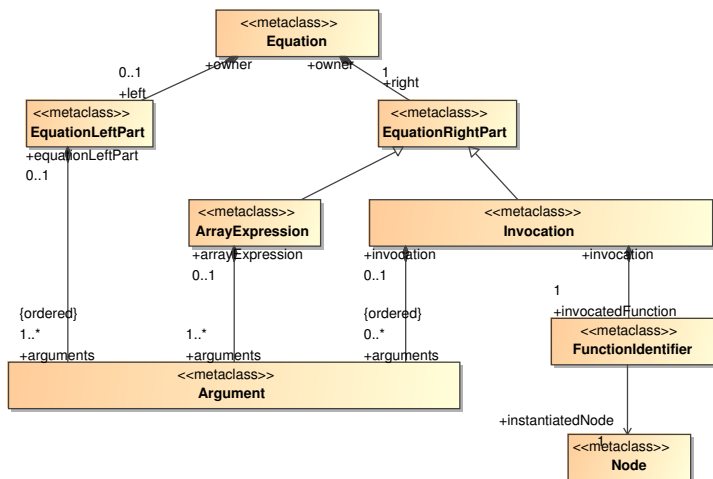 <<metaclass>>
Equation
+owner
+owner
0..1
+left
1
+right
<<metaclass>>
EquationLeftPart
<<metaclass>>
EquationRightPart
+equationLeftPart
0..1
<<metaclass>>
ArrayExpression
<<metaclass>>
Invocation
+arrayExpression
0..1
+invocation
0..1
+invocation
1
+invocatedFunction
{ordered}
1..*
+arguments
1..*
+arguments
{ordered}
0..*
+arguments
<<metaclass>>
FunctionIdentifier
<<metaclass>>
Argument
+instantiatedNode
1
<<metaclass>>
Node